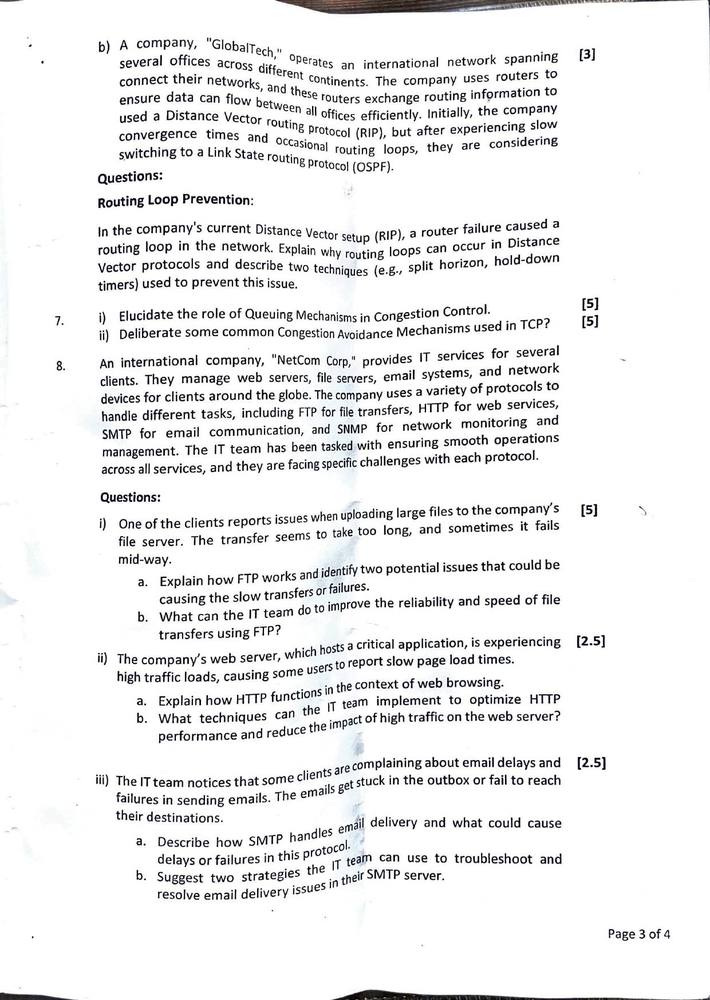 b) A company, "GlobalTech," operates an international network spanning [3]
several offices across different continents. The company uses routers to
connect their networks, and these routers exchange routing information to
ensure data can flow between all offices efficiently. Initially, the company
used a Distance Vector routing protocol (RIP), but after experiencing slow
convergence times and occasional routing loops, they are considering
switching to a Link State routing protocol (OSPF).
Questions:
Routing Loop Prevention:
In the company's current Distance Vector setup (RIP), a router failure caused a
routing loop in the network. Explain why routing loops can occur in Distance
Vector protocols and describe two techniques (e.g., split horizon, hold-down
timers) used to prevent this issue.
7. i) Elucidate the role of Queuing Mechanisms in Congestion Control. [5]
ii) Deliberate some common Congestion Avoidance Mechanisms used in TCP? [5]
8. An international company, "NetCom Corp," provides IT services for several
clients. They manage web servers, file servers, email systems, and network
devices for clients around the globe. The company uses a variety of protocols to
handle different tasks, including FTP for file transfers, HTTP for web services,
SMTP for email communication, and SNMP for network monitoring and
management. The IT team has been tasked with ensuring smooth operations
across all services, and they are facing specific challenges with each protocol.
Questions:
i) One of the clients reports issues when uploading large files to the company's [5]
file server. The transfer seems to take too long, and sometimes it fails
mid-way.
a. Explain how FTP works and identify two potential issues that could be
causing the slow transfers or failures.
b. What can the IT team do to improve the reliability and speed of file
transfers using FTP?
ii) The company's web server, which hosts a critical application, is experiencing [2.5]
high traffic loads, causing some users to report slow page load times.
a. Explain how HTTP functions in the context of web browsing.
b. What techniques can the IT team implement to optimize HTTP
performance and reduce the impact of high traffic on the web server?
iii) The IT team notices that some clients are complaining about email delays and [2.5]
failures in sending emails. The emails get stuck in the outbox or fail to reach
their destinations.
a. Describe how SMTP handles email delivery and what could cause
delays or failures in this protocol.
b. Suggest two strategies the IT team can use to troubleshoot and
resolve email delivery issues in their SMTP server.
Page 3 of 4